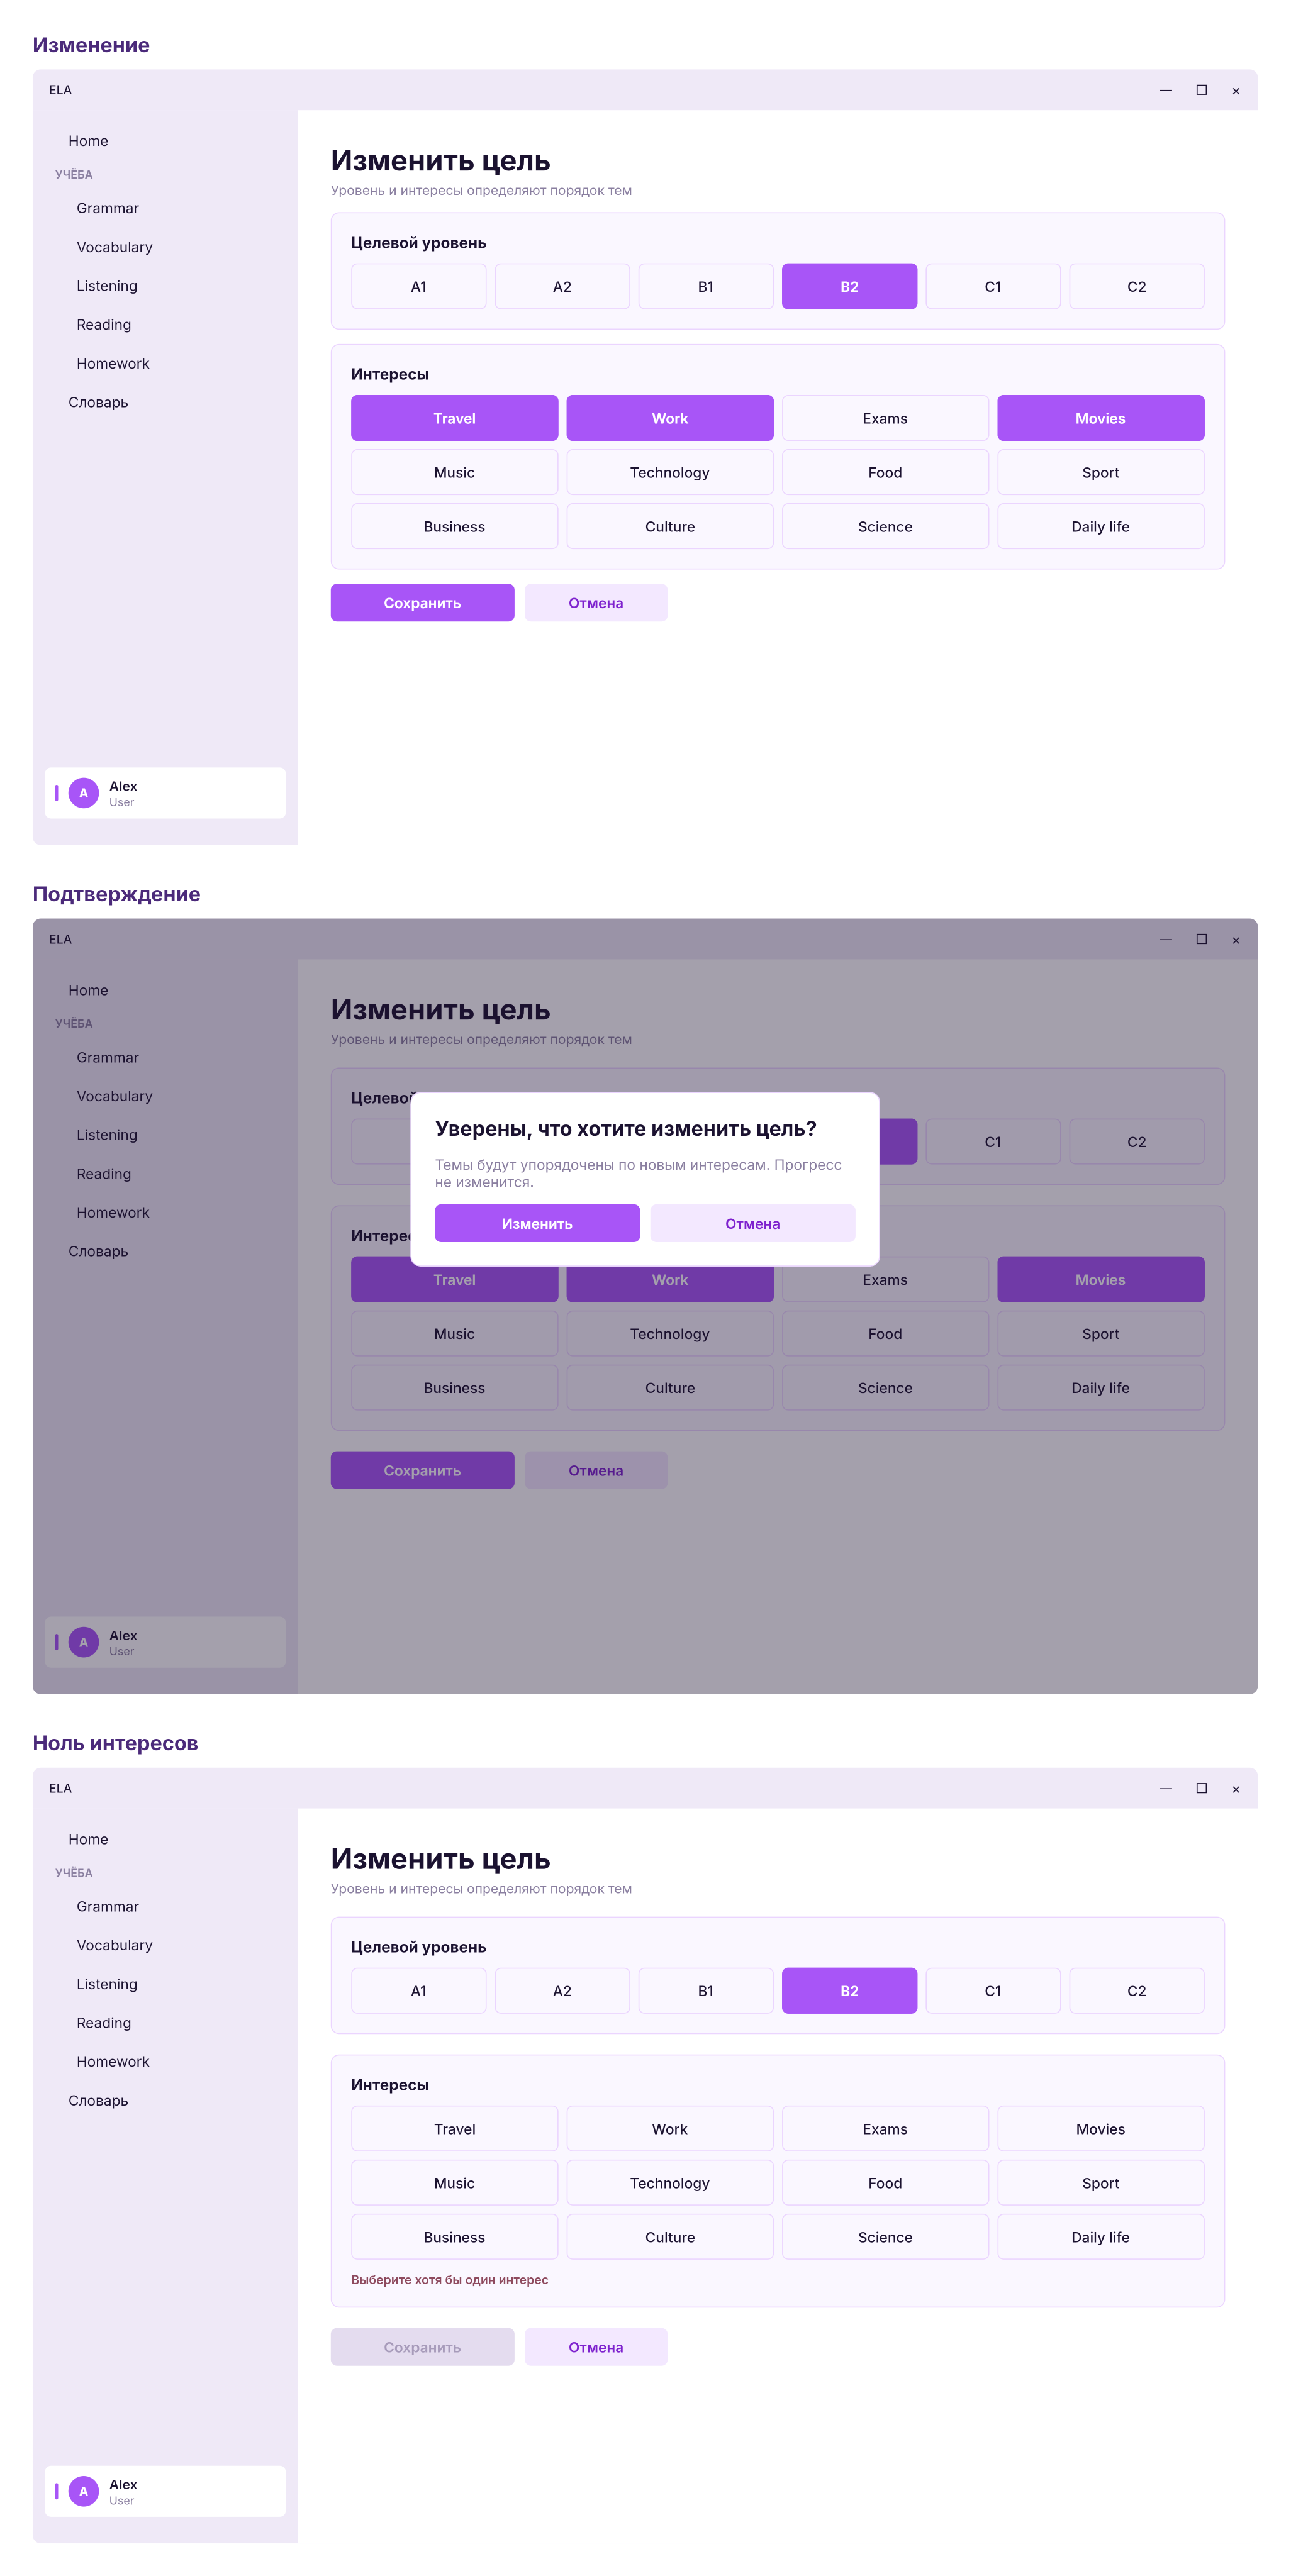 Изменение
ELA
Home
УЧЁБА
Grammar
Vocabulary
Listening
Reading
Homework
Словарь
A
Alex
User
Изменить цель
Уровень и интересы определяют порядок тем
Целевой уровень
A1 A2 B1 B2 C1 C2
Интересы
Travel Work Exams Movies
Music Technology Food Sport
Business Culture Science Daily life
Сохранить Отмена
Подтверждение
ELA
Home
УЧЁБА
Grammar
Vocabulary
Listening
Reading
Homework
Словарь
A
Alex
User
Изменить цель
Уровень и интересы определяют порядок тем
Целевой
C1 C2
Уверены, что хотите изменить цель?
Темы будут упорядочены по новым интересам. Прогресс
не изменится.
Изменить Отмена
Интере
Travel Work Exams Movies
Music Technology Food Sport
Business Culture Science Daily life
Сохранить Отмена
Ноль интересов
ELA
Home
УЧЁБА
Grammar
Vocabulary
Listening
Reading
Homework
Словарь
A
Alex
User
Изменить цель
Уровень и интересы определяют порядок тем
Целевой уровень
A1 A2 B1 B2 C1 C2
Интересы
Travel Work Exams Movies
Music Technology Food Sport
Business Culture Science Daily life
Выберите хотя бы один интерес
Сохранить Отмена